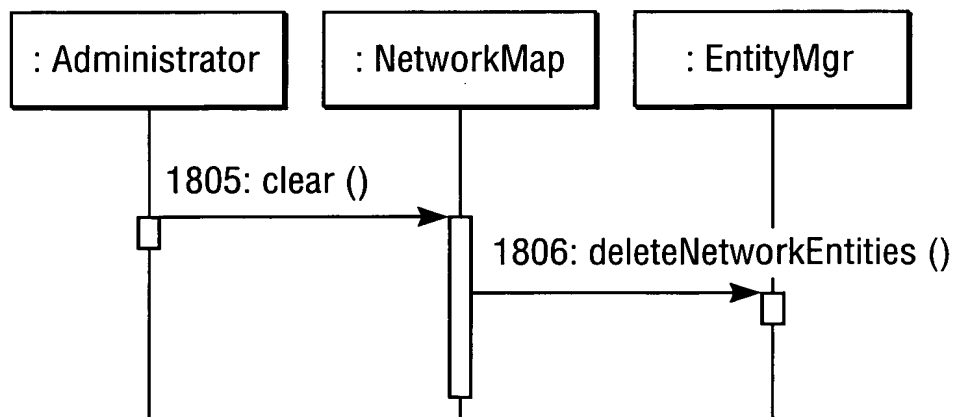 : Administrator
: NetworkMap
: EntityMgr
1805: clear ()
1806: deleteNetworkEntities ()